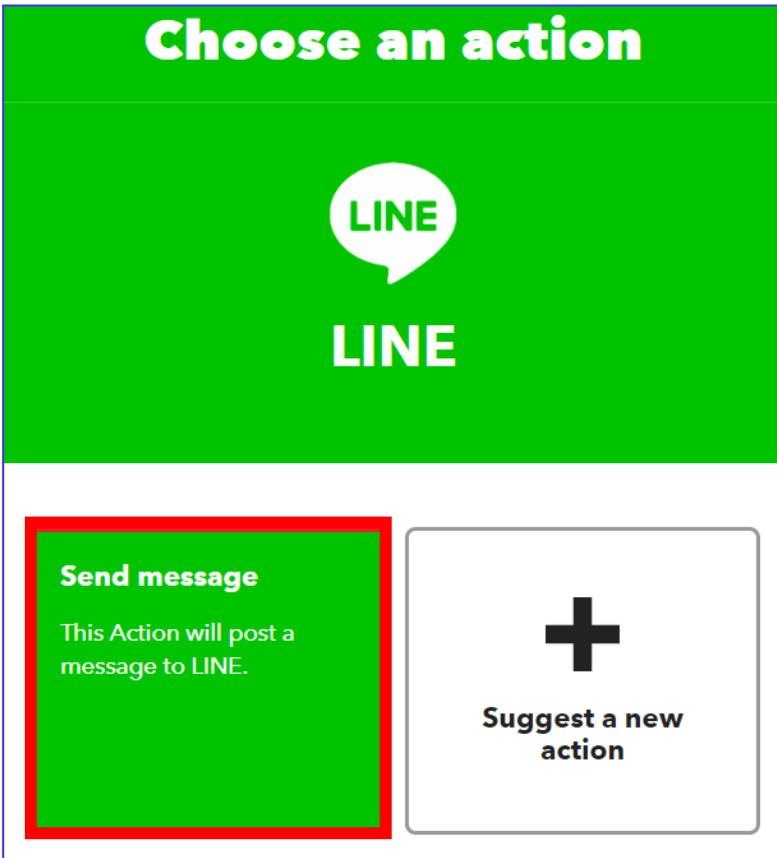 Choose an action
LINE
LINE
Send message
This Action will post a
message to LINE.
Suggest a new
action